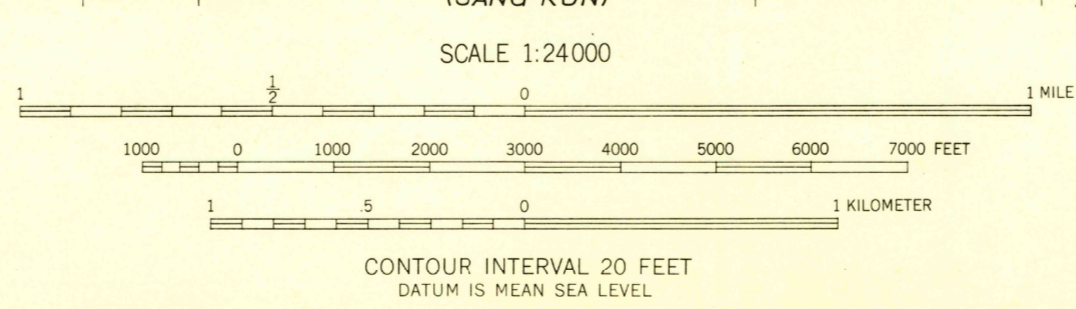 SCALE 1:24000
1 1/2 0 1 MILE
1000 0 1000 2000 3000 4000 5000 6000 7000 FEET
1 .5 0 1 KILOMETER
CONTOUR INTERVAL 20 FEET
DATUM IS MEAN SEA LEVEL